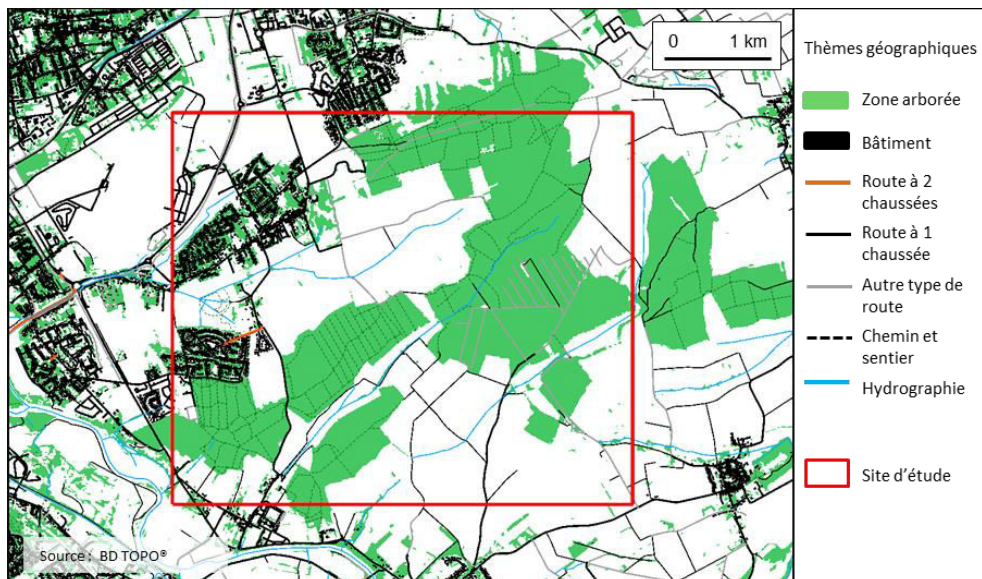 0 1 km
Thèmes géographiques
Zone arborée
Bâtiment
Route à 2
chaussées
Route à 1
chaussée
Autre type de
route
Chemin et
sentier
Hydrographie
Site d'étude
Source : BD TOPO®